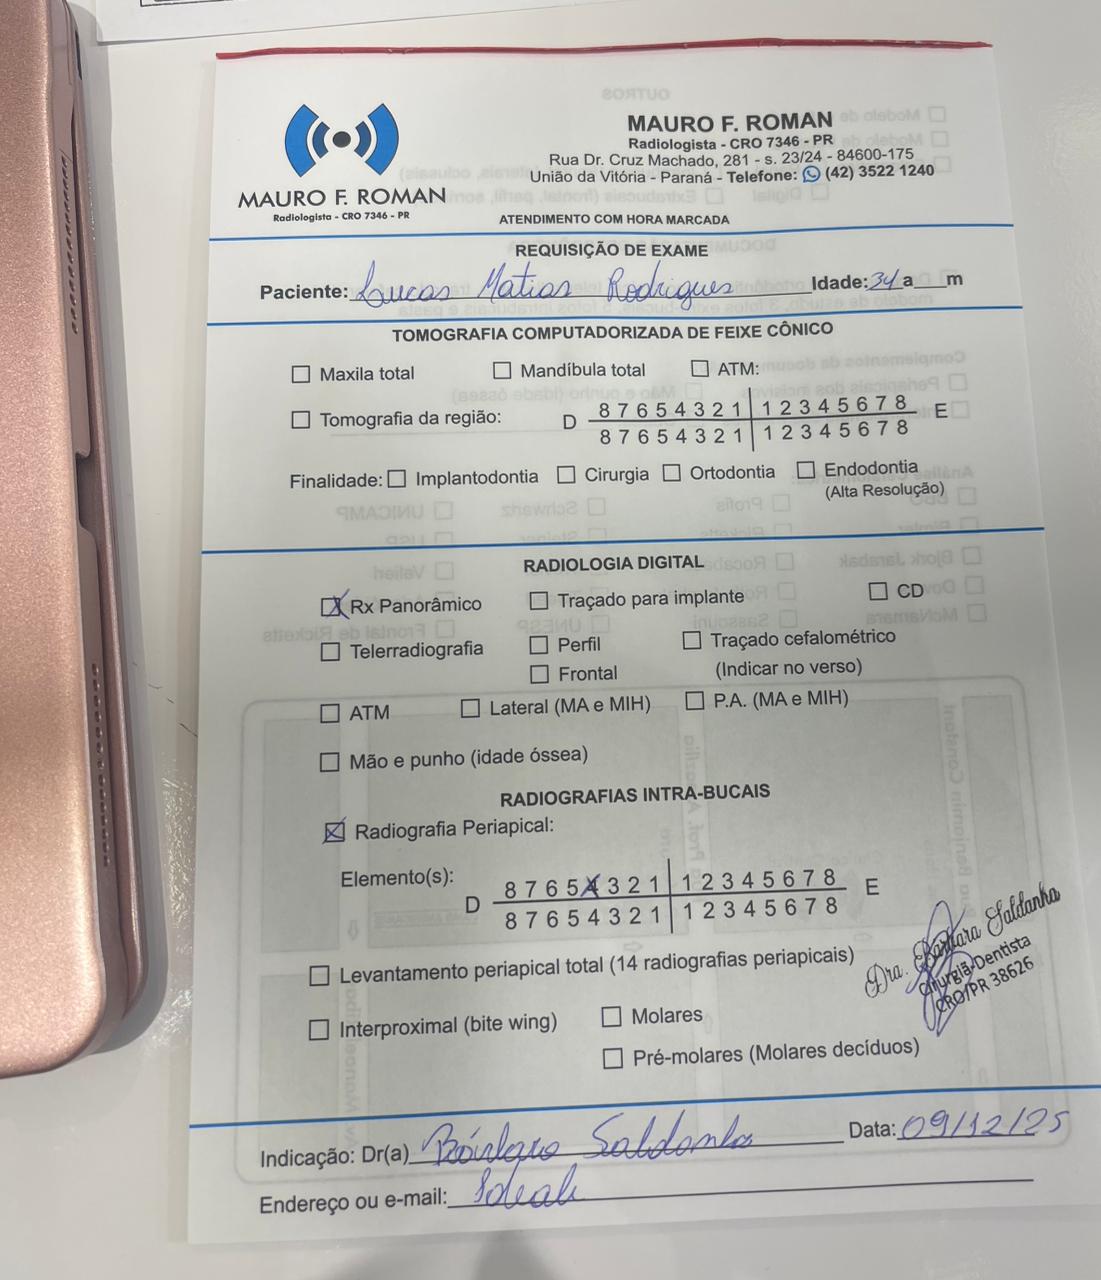 MAURO F. ROMAN
Radiologista - CRO 7346 - PR
MAURO F. ROMAN
Radiologista - CRO 7346 - PR
Rua Dr. Cruz Machado, 281 - s. 23/24 - 84600-175
União da Vitória - Paraná - Telefone: (42) 3522 1240
ATENDIMENTO COM HORA MARCADA
REQUISIÇÃO DE EXAME
Paciente: Lucas Matias Rodrigues Idade: 34 a m
TOMOGRAFIA COMPUTADORIZADA DE FEIXE CÔNICO
Maxila total Mandíbula total ATM:
Tomografia da região: D 8 7 6 5 4 3 2 1 1 2 3 4 5 6 7 8 E
8 7 6 5 4 3 2 1 1 2 3 4 5 6 7 8
Finalidade: Implantodontia Cirurgia Ortodontia Endodontia
(Alta Resolução)
RADIOLOGIA DIGITAL
X Rx Panorâmico Traçado para implante CD
Telerradiografia Perfil Traçado cefalométrico
Frontal (Indicar no verso)
ATM Lateral (MA e MIH) P.A. (MA e MIH)
Mão e punho (idade óssea)
RADIOGRAFIAS INTRA-BUCAIS
X Radiografia Periapical:
Elemento(s): D 8 7 6 5 4 3 2 1 1 2 3 4 5 6 7 8 E
8 7 6 5 4 3 2 1 1 2 3 4 5 6 7 8
Levantamento periapical total (14 radiografias periapicais)
Dra. Bárbara Saldanha
Cirurgiã-Dentista
CRO/PR 38626
Interproximal (bite wing) Molares
Pré-molares (Molares decíduos)
Indicação: Dr(a) Bárbara Saldanha Data: 09/12/25
Endereço ou e-mail: